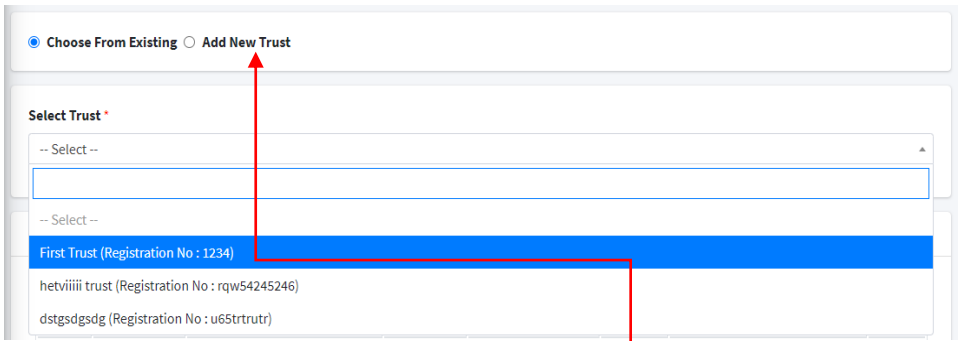 Choose From Existing Add New Trust
Select Trust *
-- Select --
-- Select --
First Trust (Registration No : 1234)
hetviiiii trust (Registration No : rqw54245246)
dstgsdgsdg (Registration No : u65trtrutr)